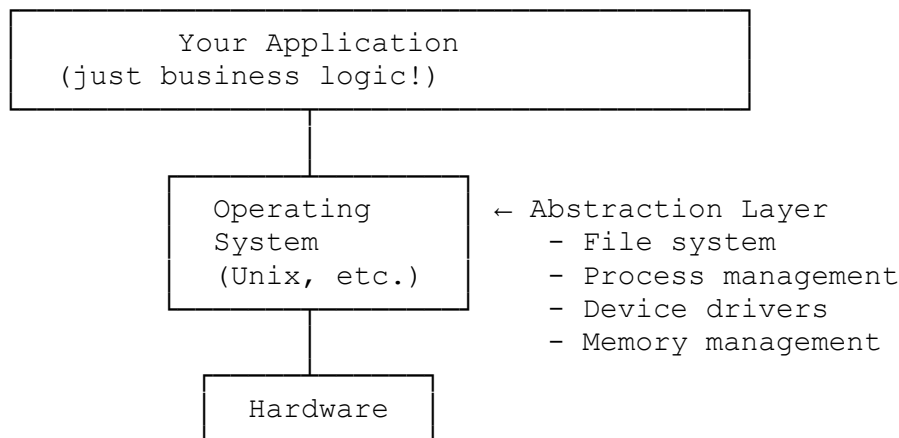 Your Application
(just business logic!)
Operating ← Abstraction Layer
System - File system
(Unix, etc.) - Process management
- Device drivers
- Memory management
Hardware